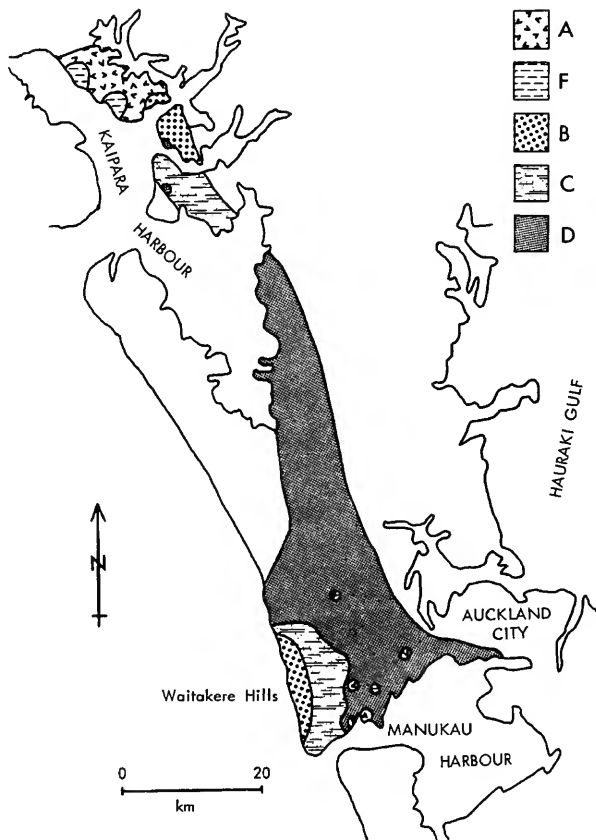 A
F
B
C
D
KAIPARA
HARBOUR
HAURAKI GULF
N
AUCKLAND
CITY
Waitakere Hills
MANUKAU
HARBOUR
0 20
km